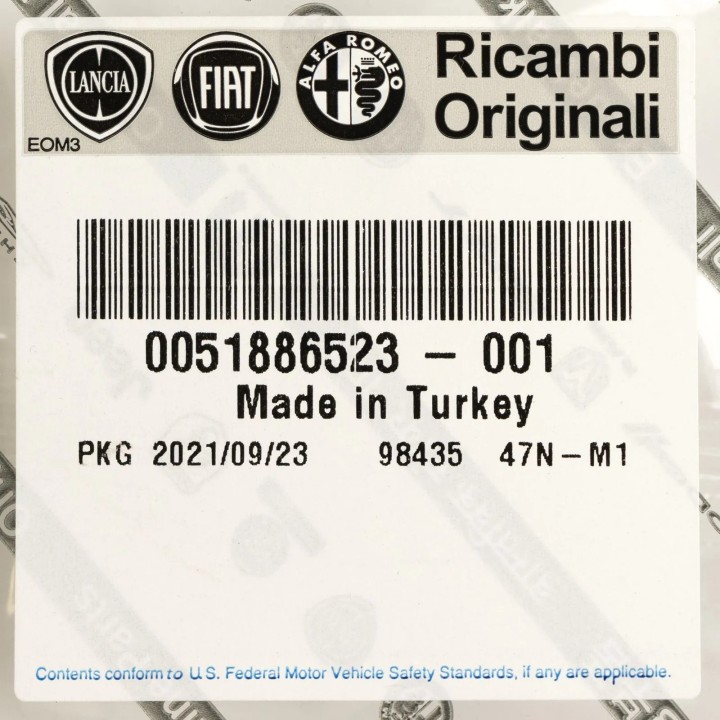 LANCIA
FIAT
ALFA ROMEO
Ricambi
Originali
EOM3
0051886523 – 001
Made in Turkey
PKG 2021/09/23 98435 47N–M1
Contents conform to U.S. Federal Motor Vehicle Safety Standards, if any are applicable.